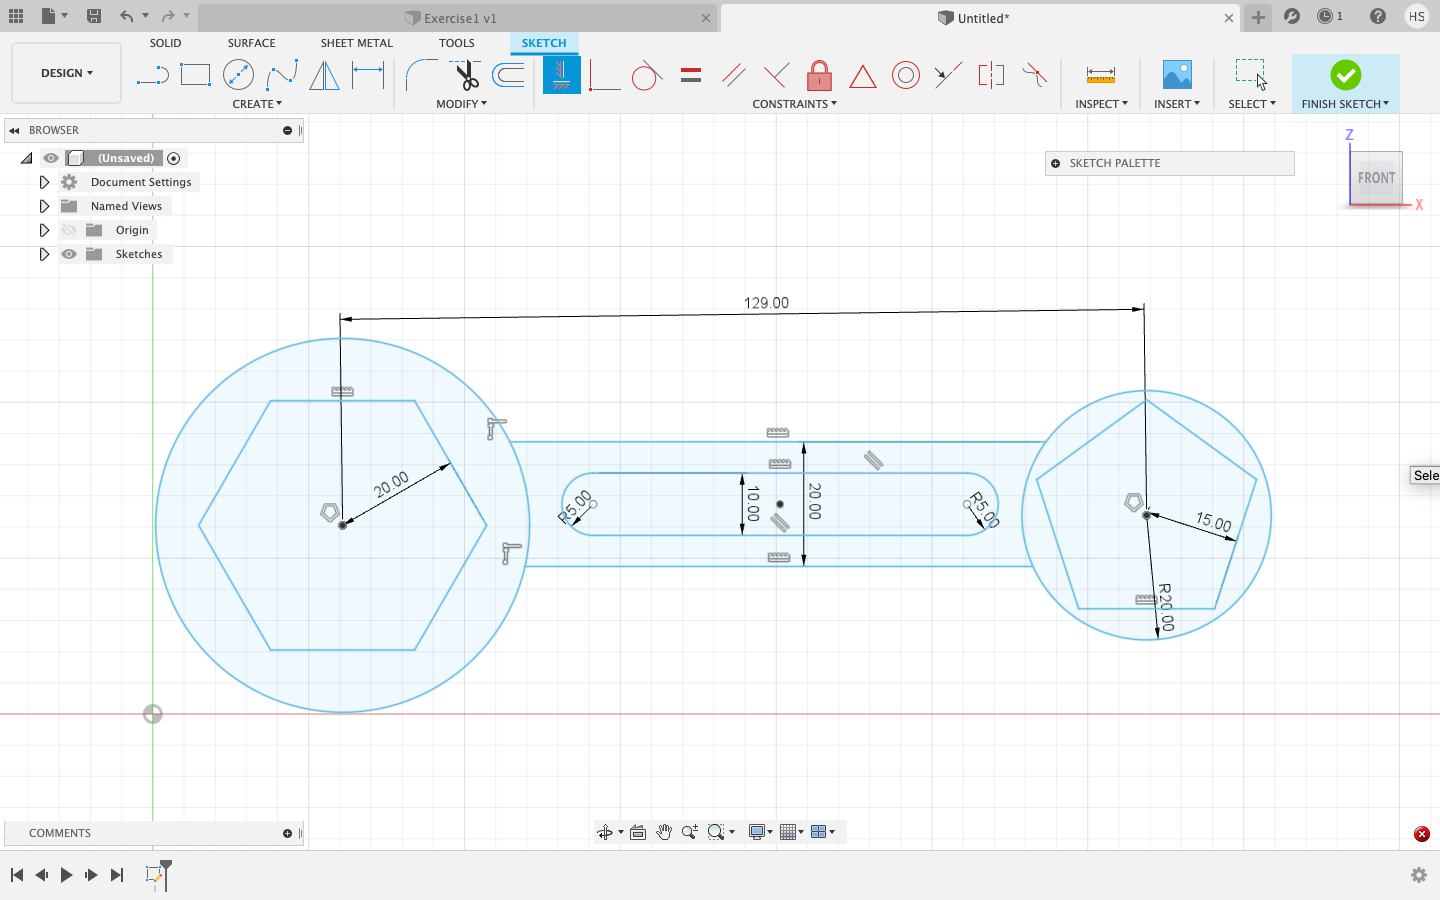 Exercise1 v1
Untitled*
1
HS
DESIGN
SOLID
SURFACE
SHEET METAL
TOOLS
SKETCH
CREATE
MODIFY
CONSTRAINTS
INSPECT
INSERT
SELECT
FINISH SKETCH
BROWSER
(Unsaved)
Document Settings
Named Views
Origin
Sketches
SKETCH PALETTE
Z
FRONT
X
129.00
20.00
R5.00
10.00
20.00
R5.00
15.00
R20.00
Sele
COMMENTS